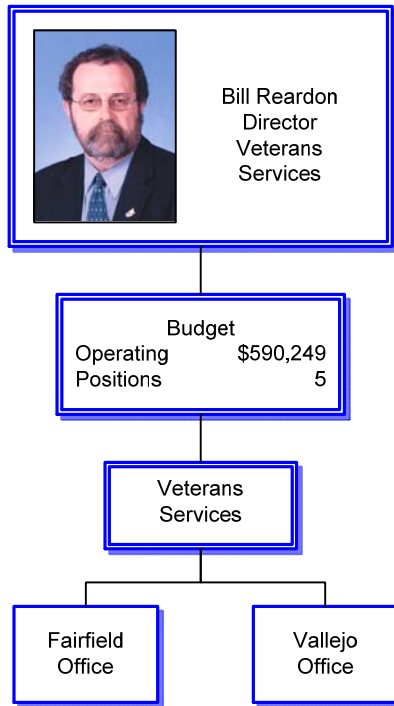 Bill Reardon
Director
Veterans
Services
Budget
Operating $590,249
Positions 5
Veterans
Services
Fairfield
Office
Vallejo
Office